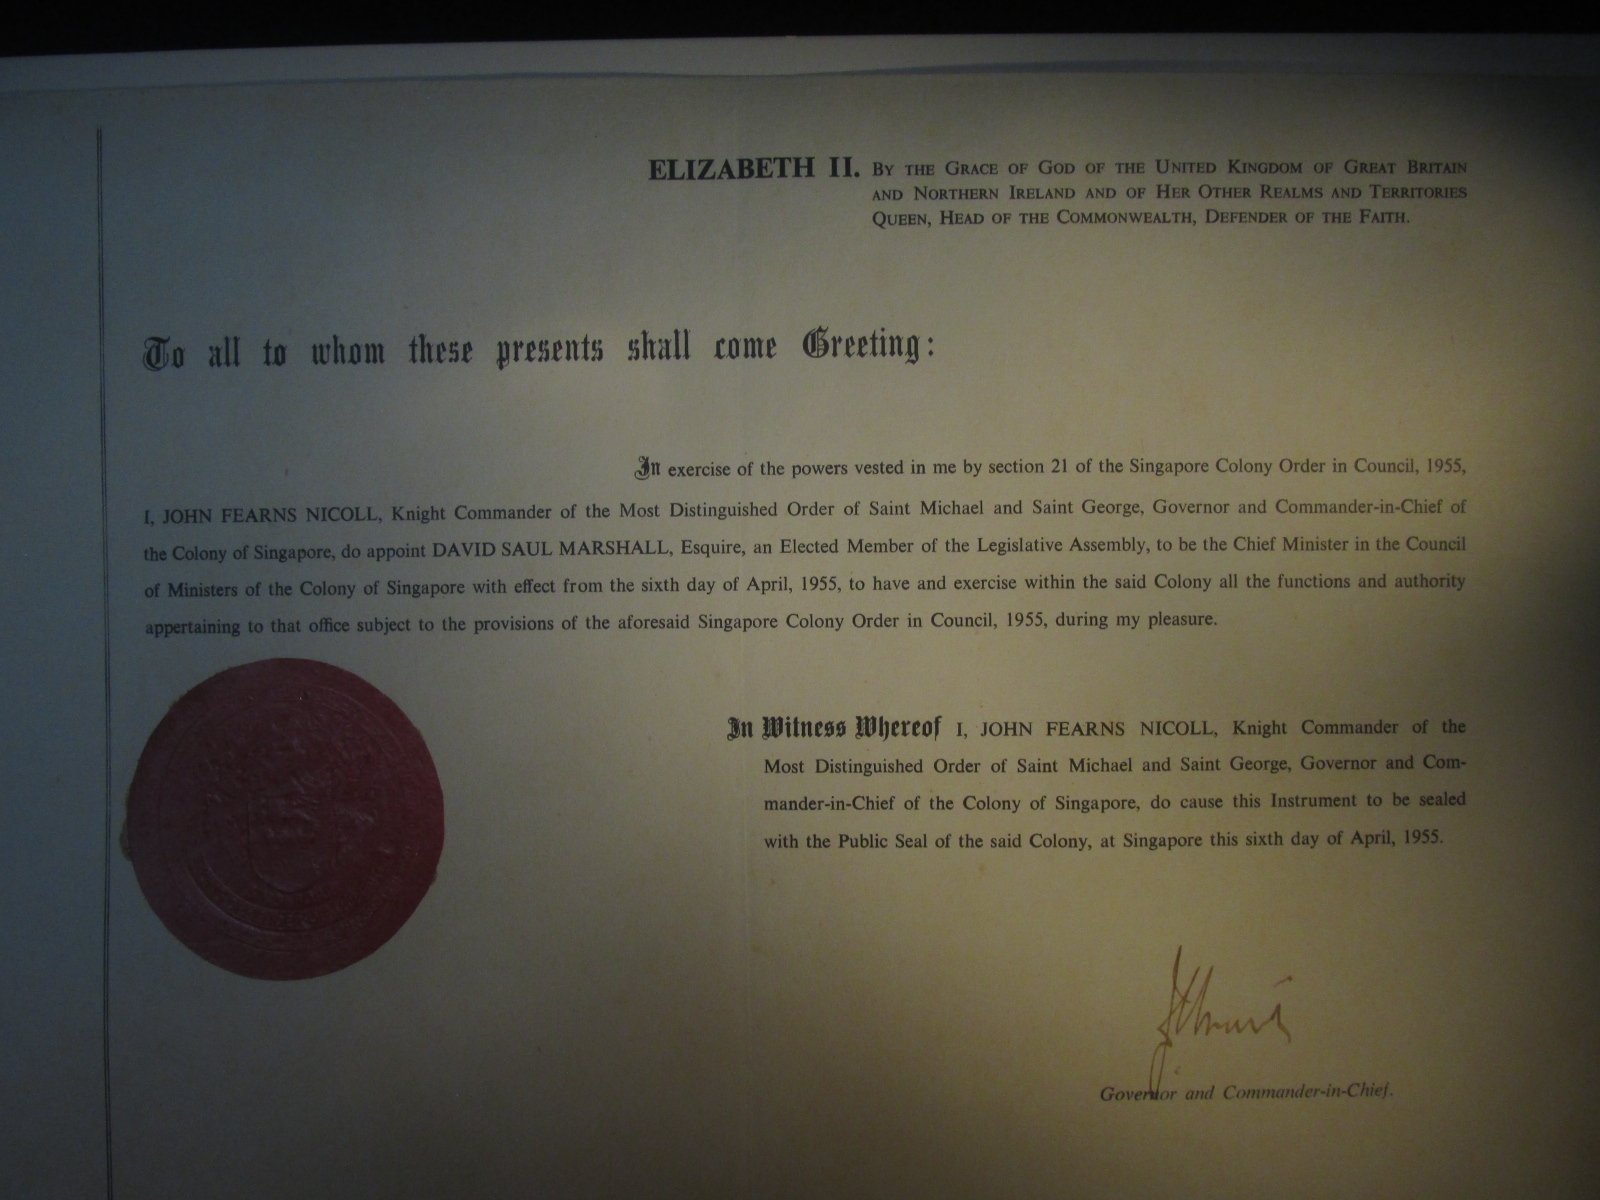 ELIZABETH II. BY THE GRACE OF GOD OF THE UNITED KINGDOM OF GREAT BRITAIN
AND NORTHERN IRELAND AND OF HER OTHER REALMS AND TERRITORIES
QUEEN, HEAD OF THE COMMONWEALTH, DEFENDER OF THE FAITH.
To all to whom these presents shall come Greeting:
In exercise of the powers vested in me by section 21 of the Singapore Colony Order in Council, 1955,
I, JOHN FEARNS NICOLL, Knight Commander of the Most Distinguished Order of Saint Michael and Saint George, Governor and Commander-in-Chief of
the Colony of Singapore, do appoint DAVID SAUL MARSHALL, Esquire, an Elected Member of the Legislative Assembly, to be the Chief Minister in the Council
of Ministers of the Colony of Singapore with effect from the sixth day of April, 1955, to have and exercise within the said Colony all the functions and authority
appertaining to that office subject to the provisions of the aforesaid Singapore Colony Order in Council, 1955, during my pleasure.
In Witness Whereof I, JOHN FEARNS NICOLL, Knight Commander of the
Most Distinguished Order of Saint Michael and Saint George, Governor and Com-
mander-in-Chief of the Colony of Singapore, do cause this Instrument to be sealed
with the Public Seal of the said Colony, at Singapore this sixth day of April, 1955.
Governor and Commander-in-Chief.